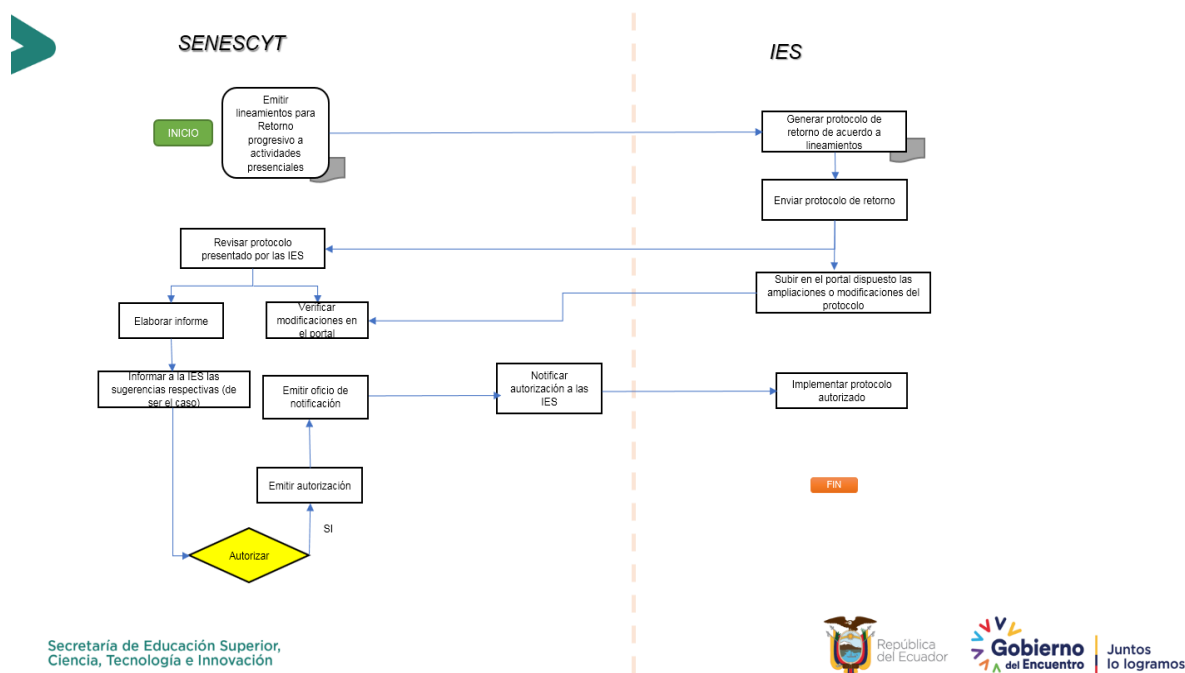 SENESCYT
IES
INICIO
Emitir
lineamientos para
Retorno
progresivo a
actividades
presenciales
Generar protocolo de
retorno de acuerdo a
lineamientos
Enviar protocolo de retorno
Revisar protocolo
presentado por las IES
Subir en el portal dispuesto las
ampliaciones o modificaciones del
protocolo
Elaborar informe
Verificar
modificaciones en
el portal
Informar a la IES las
sugerencias respectivas (de
ser el caso)
Emitir oficio de
notificación
Notificar
autorización a las
IES
Implementar protocolo
autorizado
Emitir autorización
FIN
SI
Autorizar
Secretaría de Educación Superior,
Ciencia, Tecnología e Innovación
República
del Ecuador
Gobierno
del Encuentro
Juntos
lo logramos